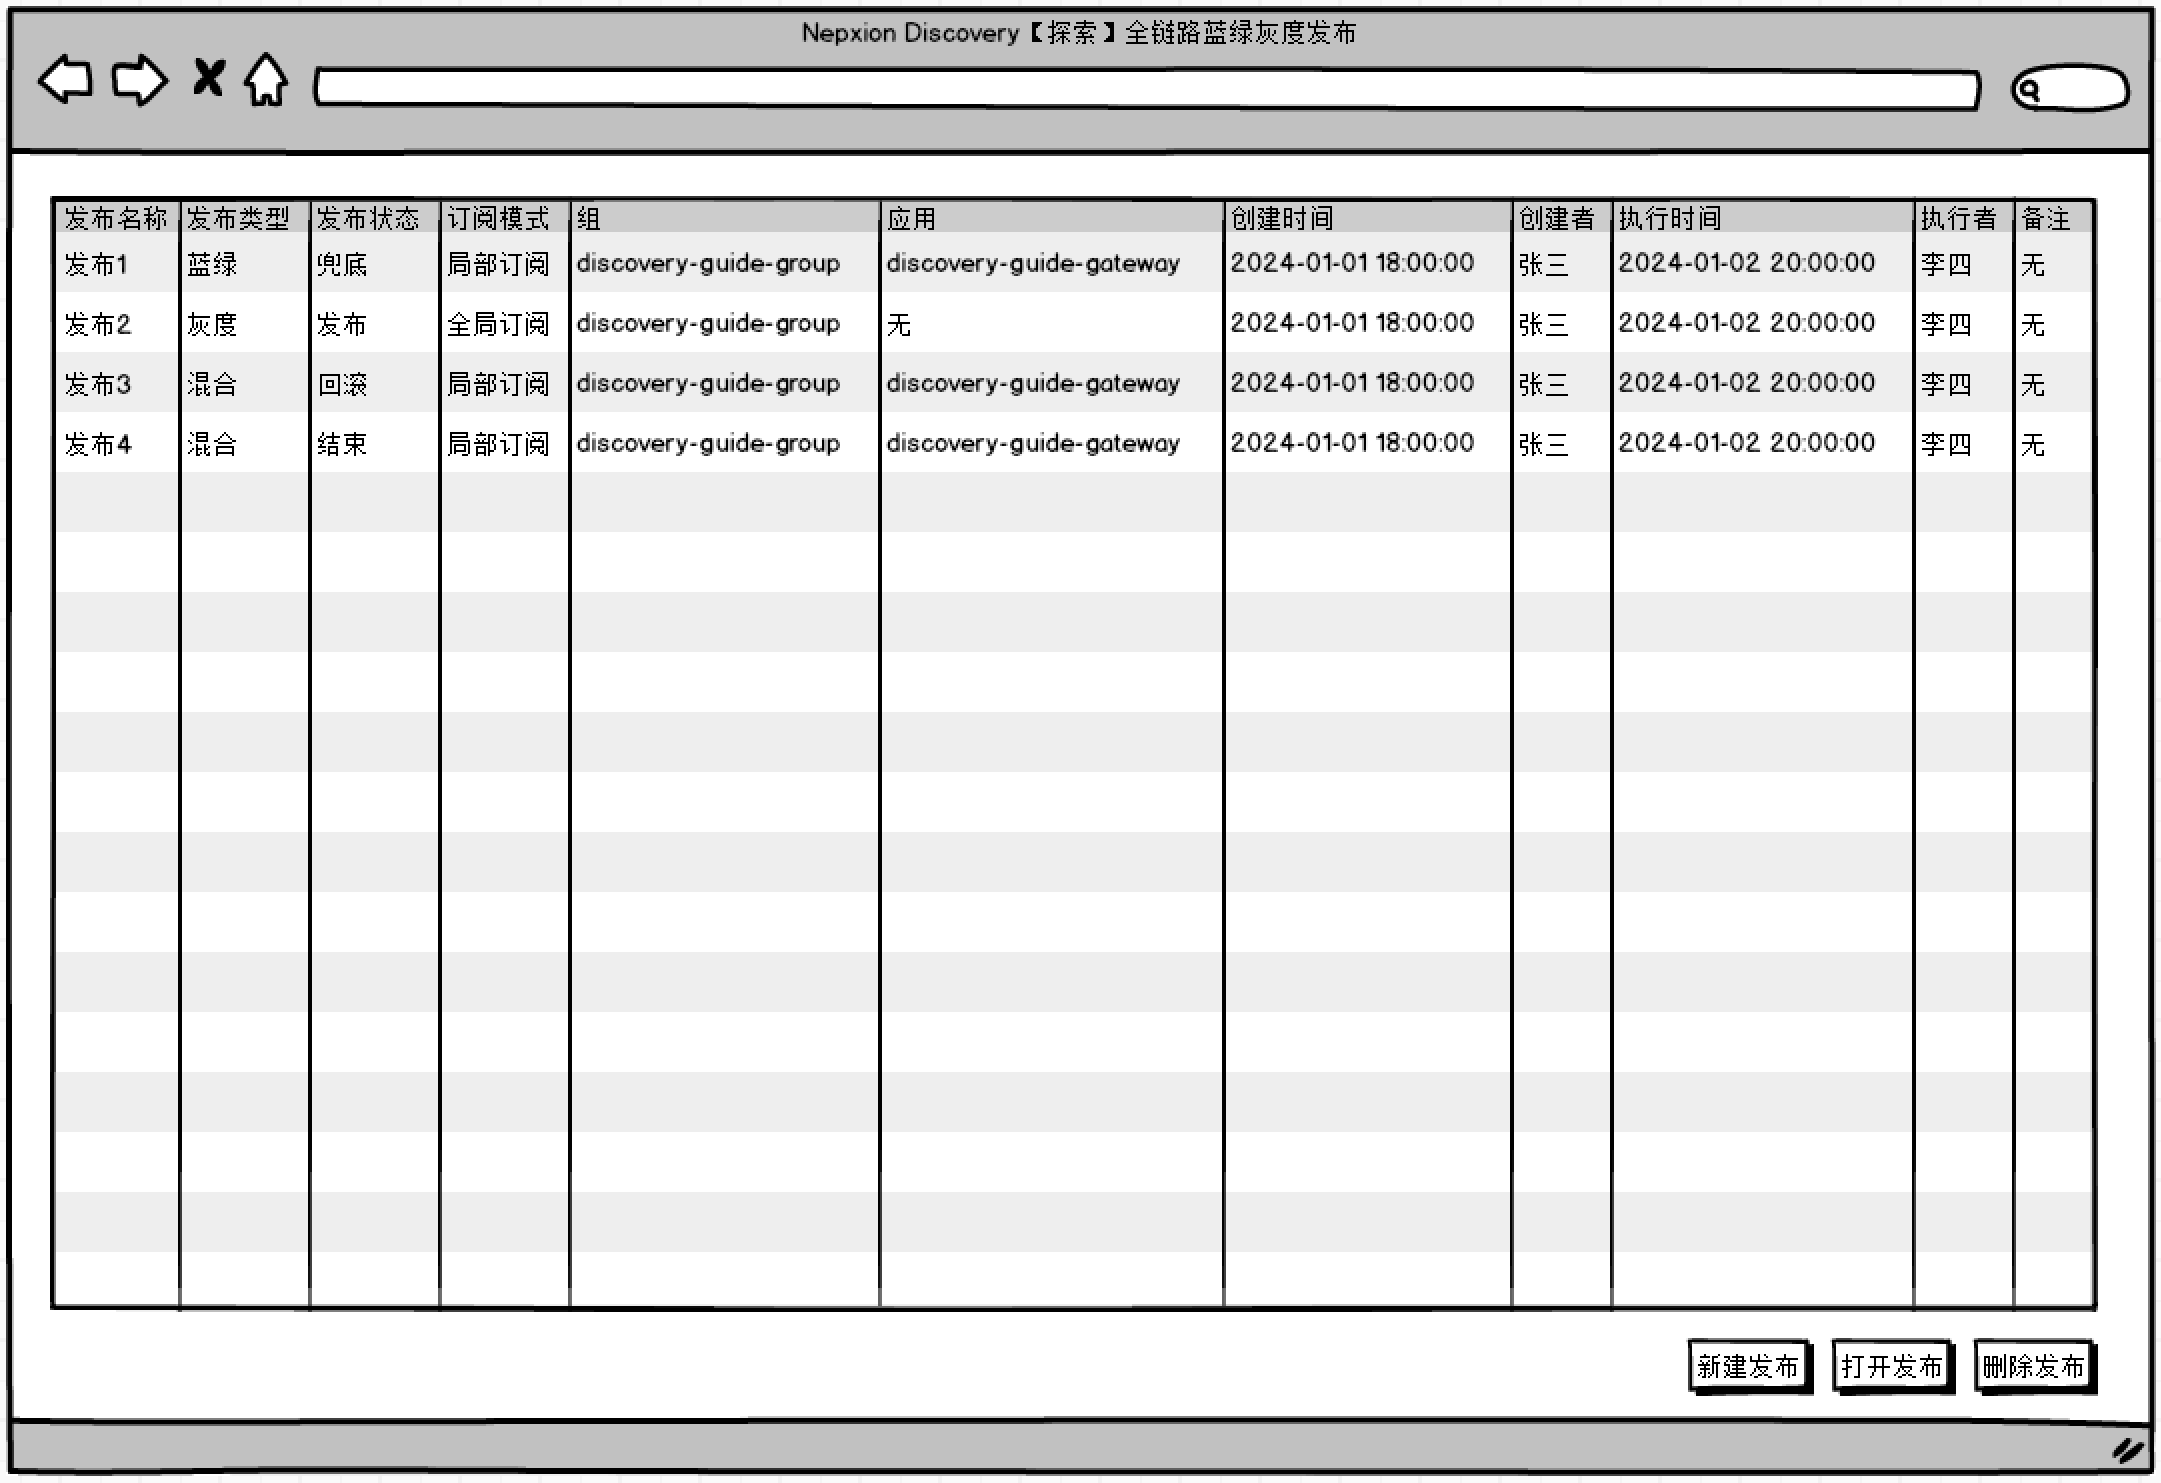 Nepxion Discovery【探索】全链路蓝绿灰度发布
发布名称 发布类型 发布状态 订阅模式 组 应用 创建时间 创建者 执行时间 执行者 备注
发布1 蓝绿 兜底 局部订阅 discovery-guide-group discovery-guide-gateway 2024-01-01 18:00:00 张三 2024-01-02 20:00:00 李四 无
发布2 灰度 发布 全局订阅 discovery-guide-group 无 2024-01-01 18:00:00 张三 2024-01-02 20:00:00 李四 无
发布3 混合 回滚 局部订阅 discovery-guide-group discovery-guide-gateway 2024-01-01 18:00:00 张三 2024-01-02 20:00:00 李四 无
发布4 混合 结束 局部订阅 discovery-guide-group discovery-guide-gateway 2024-01-01 18:00:00 张三 2024-01-02 20:00:00 李四 无
新建发布 打开发布 删除发布